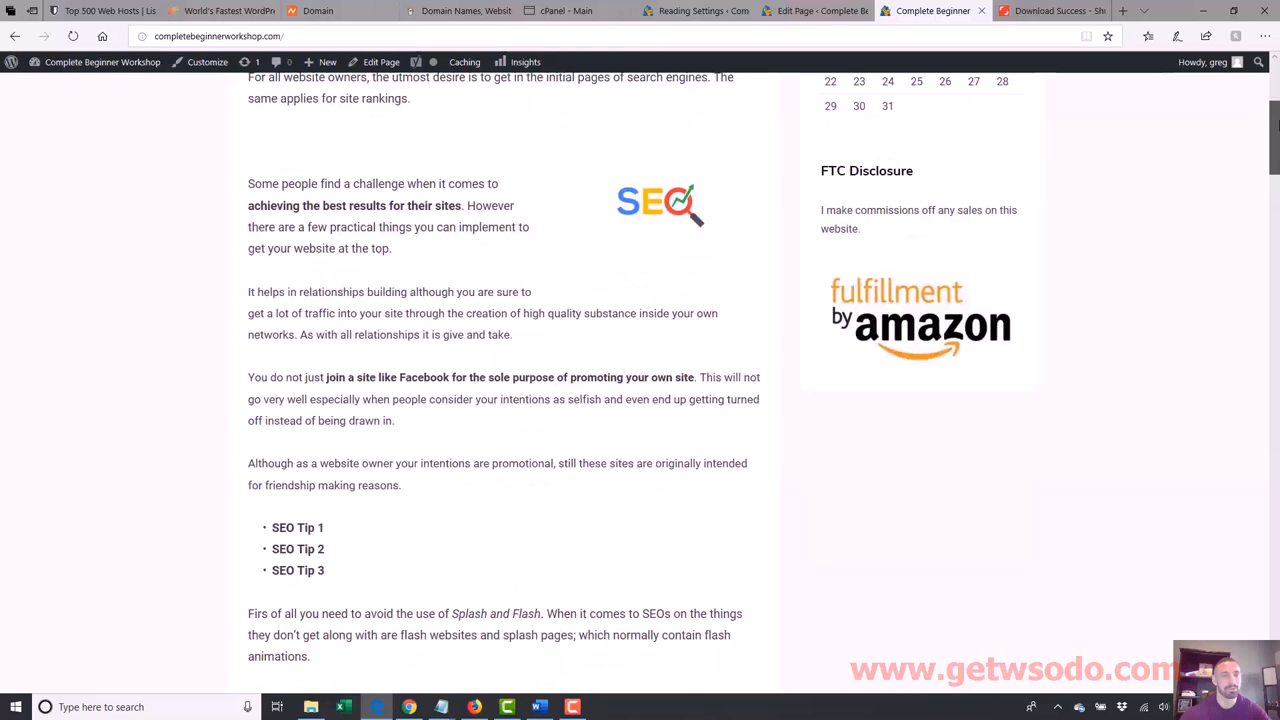 Top 500 Web Hosts | Lis
World's Fastest WordPre
Domain
Domain Names, Websit
cPanel - Main
Reading Settings ‹ Com
Edit Page ‹ Complete Be
Complete Beginner
Download Success - Sh
completebeginnerworkshop.com/
Complete Beginner Workshop
Customize
1
0
New
Edit Page
Caching
Insights
Howdy, greg
For all website owners, the utmost desire is to get in the initial pages of search engines. The
same applies for site rankings.
Some people find a challenge when it comes to
achieving the best results for their sites. However
there are a few practical things you can implement to
get your website at the top.
SEO
It helps in relationships building although you are sure to
get a lot of traffic into your site through the creation of high quality substance inside your own
networks. As with all relationships it is give and take.
You do not just join a site like Facebook for the sole purpose of promoting your own site. This will not
go very well especially when people consider your intentions as selfish and even end up getting turned
off instead of being drawn in.
Although as a website owner your intentions are promotional, still these sites are originally intended
for friendship making reasons.
• SEO Tip 1
• SEO Tip 2
• SEO Tip 3
Firs of all you need to avoid the use of Splash and Flash. When it comes to SEOs on the things
they don't get along with are flash websites and splash pages; which normally contain flash
animations.
22 23 24 25 26 27 28
29 30 31
FTC Disclosure
I make commissions off any sales on this
website.
fulfillment
by amazon
www.getwsodo.com
Type here to search